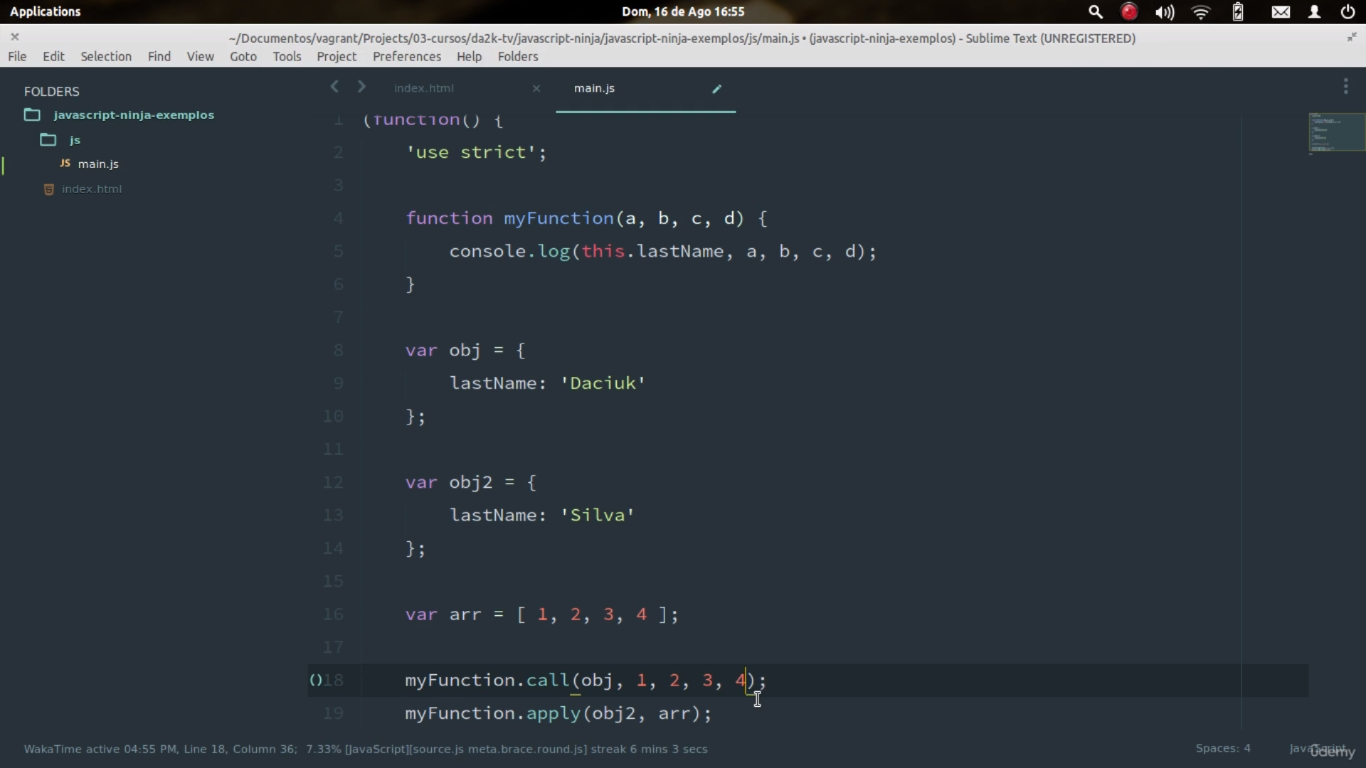 Applications
Dom, 16 de Ago 16:55
~/Documentos/vagrant/Projects/03-cursos/da2k-tv/javascript-ninja/javascript-ninja-exemplos/js/main.js • (javascript-ninja-exemplos) - Sublime Text (UNREGISTERED)
File Edit Selection Find View Goto Tools Project Preferences Help Folders
FOLDERS
javascript-ninja-exemplos
js
JS main.js
index.html
index.html × main.js
1 (function() {
2 'use strict';
3
4 function myFunction(a, b, c, d) {
5 console.log(this.lastName, a, b, c, d);
6 }
7
8 var obj = {
9 lastName: 'Daciuk'
10 };
11
12 var obj2 = {
13 lastName: 'Silva'
14 };
15
16 var arr = [ 1, 2, 3, 4 ];
17
()18 myFunction.call(obj, 1, 2, 3, 4);
19 myFunction.apply(obj2, arr);
WakaTime active 04:55 PM, Line 18, Column 36; 7.33% [JavaScript][source.js meta.brace.round.js] streak 6 mins 3 secs
Spaces: 4
JavaScript
ûdemy